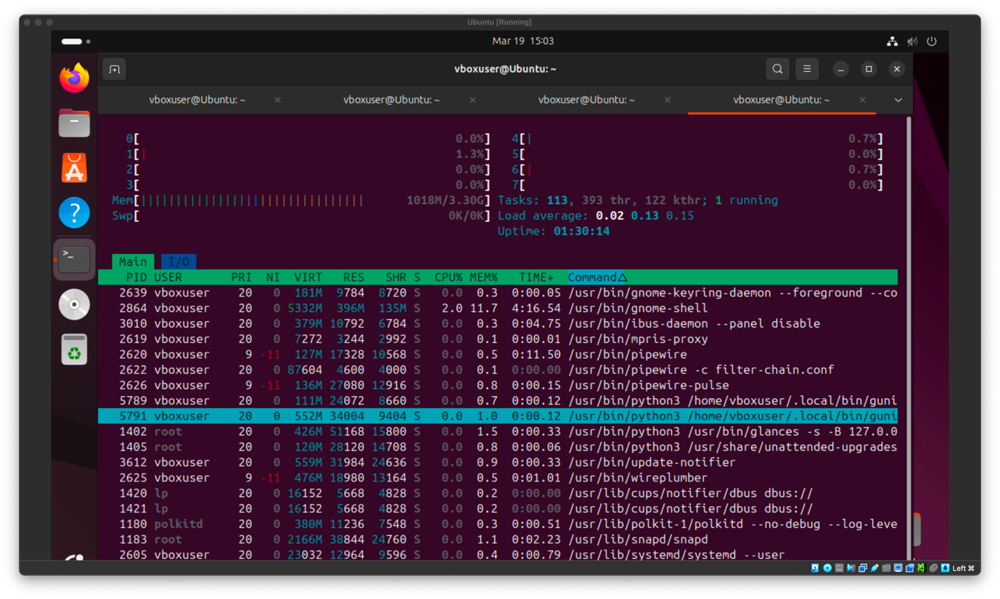 Ubuntu [Running]
Mar 19 15:03
vboxuser@Ubuntu: ~
vboxuser@Ubuntu: ~ × vboxuser@Ubuntu: ~ × vboxuser@Ubuntu: ~ × vboxuser@Ubuntu: ~ ×
0[ 0.0%] 4[| 0.7%]
1[| 1.3%] 5[ 0.0%]
2[ 0.0%] 6[| 0.7%]
3[ 0.0%] 7[ 0.0%]
Mem[||||||||||||||||||||||||||||||||| 1018M/3.30G] Tasks: 113, 393 thr, 122 kthr; 1 running
Swp[ 0K/0K] Load average: 0.02 0.13 0.15
Uptime: 01:30:14
Main I/O
PID USER PRI NI VIRT RES SHR S CPU% MEM% TIME+ Command△
2639 vboxuser 20 0 181M 9784 8720 S 0.0 0.3 0:00.05 /usr/bin/gnome-keyring-daemon --foreground --co
2864 vboxuser 20 0 5332M 396M 135M S 2.0 11.7 4:16.54 /usr/bin/gnome-shell
3010 vboxuser 20 0 379M 10792 6784 S 0.0 0.3 0:04.75 /usr/bin/ibus-daemon --panel disable
2619 vboxuser 20 0 7272 3244 2992 S 0.0 0.1 0:00.01 /usr/bin/mpris-proxy
2620 vboxuser 9 -11 127M 17328 10568 S 0.0 0.5 0:11.50 /usr/bin/pipewire
2622 vboxuser 20 0 87604 4600 4000 S 0.0 0.1 0:00.00 /usr/bin/pipewire -c filter-chain.conf
2626 vboxuser 9 -11 136M 27080 12916 S 0.0 0.8 0:00.15 /usr/bin/pipewire-pulse
5789 vboxuser 20 0 111M 24072 8660 S 0.0 0.7 0:00.12 /usr/bin/python3 /home/vboxuser/.local/bin/guni
5791 vboxuser 20 0 552M 34004 9404 S 0.0 1.0 0:00.12 /usr/bin/python3 /home/vboxuser/.local/bin/guni
1402 root 20 0 426M 51168 15800 S 0.0 1.5 0:00.33 /usr/bin/python3 /usr/bin/glances -s -B 127.0.0
1405 root 20 0 120M 28120 14708 S 0.0 0.8 0:00.06 /usr/bin/python3 /usr/share/unattended-upgrades
3612 vboxuser 20 0 559M 31984 24636 S 0.0 0.9 0:00.33 /usr/bin/update-notifier
2625 vboxuser 9 -11 476M 18980 13164 S 0.0 0.5 0:01.01 /usr/bin/wireplumber
1420 lp 20 0 16152 5668 4828 S 0.0 0.2 0:00.00 /usr/lib/cups/notifier/dbus dbus://
1421 lp 20 0 16152 5668 4828 S 0.0 0.2 0:00.00 /usr/lib/cups/notifier/dbus dbus://
1180 polkitd 20 0 380M 11236 7548 S 0.0 0.3 0:00.51 /usr/lib/polkit-1/polkitd --no-debug --log-leve
1183 root 20 0 2166M 38844 24760 S 0.0 1.1 0:02.23 /usr/lib/snapd/snapd
2605 vboxuser 20 0 23032 12964 9596 S 0.0 0.4 0:00.79 /usr/lib/systemd/systemd --user
Left ⌘